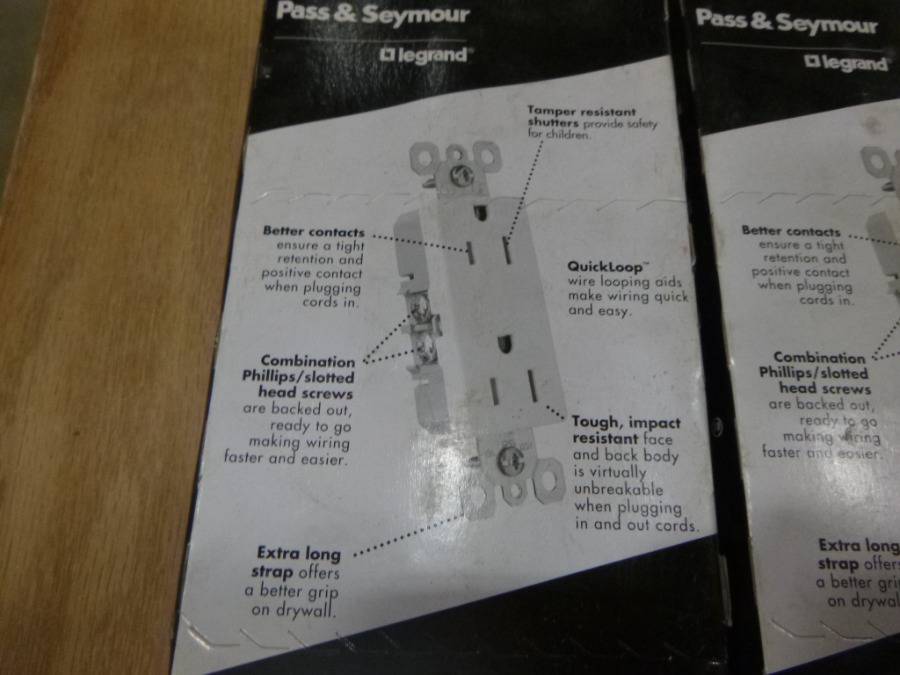 Pass & Seymour
legrand
Tamper resistant
shutters provide safety
for children.
Better contacts
ensure a tight
retention and
positive contact
when plugging
cords in.
QuickLoop™
wire looping aids
make wiring quick
and easy.
Combination
Phillips/slotted
head screws
are backed out,
ready to go
making wiring
faster and easier.
Tough, impact
resistant face
and back body
is virtually
unbreakable
when plugging
in and out cords.
Extra long
strap offers
a better grip
on drywall.
Pass & Seymour
legrand
Better contacts
ensure a tight
retention and
positive contact
when plugging
cords in.
Combination
Phillips/slotted
head screws
are backed out,
ready to go
making wiring
faster and easier.
Extra long
strap offers
a better gri
on drywal